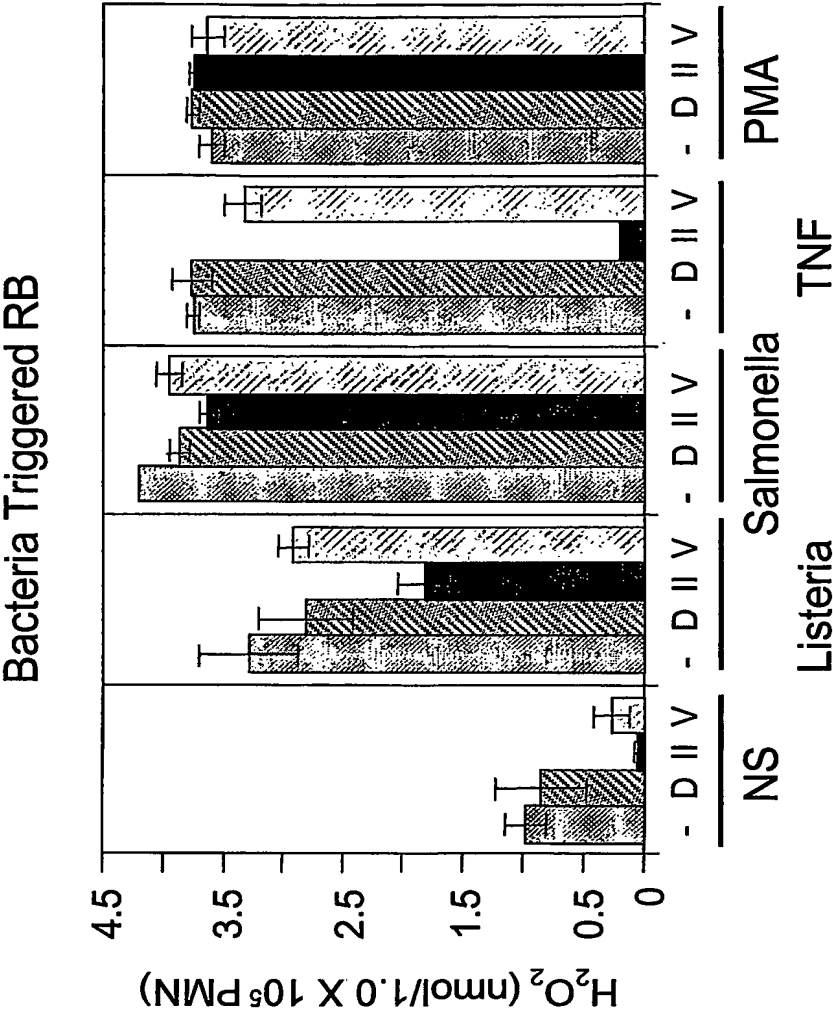 Bacteria Triggered RB
H₂O₂ (nmol/1.0 X 10⁵ PMN)
4.5
3.5
2.5
1.5
0.5
0
- D II V
- D II V
- D II V
- D II V
- D II V
NS
Listeria
Salmonella
TNF
PMA